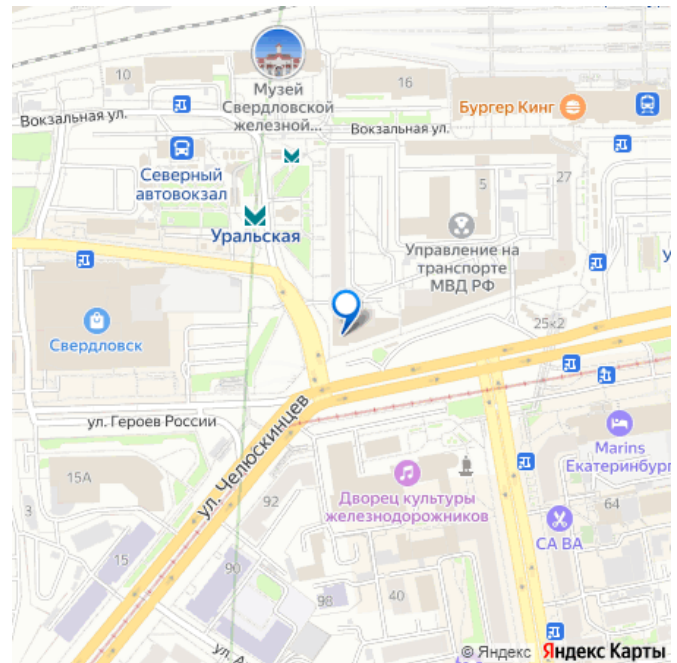 10
16
Музей
Свердловской
железной...
Бургер Кинг
Вокзальная ул.
Вокзальная ул.
Северный
автовокзал
5
27
Уральская
Управление на
транспорте
МВД РФ
У
25к2
Свердловск
ул. Героев России
ул. Челюскинцев
Marins
Екатеринбург
15А
3
92
Дворец культуры
железнодорожников
64
СА ВА
15
90
98
40
ул. А
© Яндекс Яндекс Карты